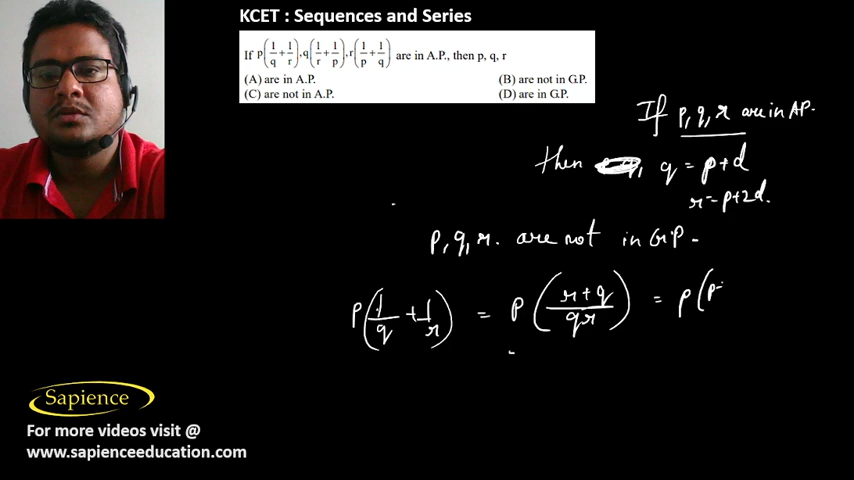 KCET : Sequences and Series
If p(1/q + 1/r), q(1/r + 1/p), r(1/p + 1/q) are in A.P., then p, q, r
(A) are in A.P. (B) are not in G.P.
(C) are not in A.P. (D) are in G.P.
If p, q, r are in AP.
then q = p+d
r = p+2d.
p, q, r. are not in G.P.
p(1/q + 1/r) = p((r+q)/qr) = p(p
Sapience
For more videos visit @
www.sapienceeducation.com